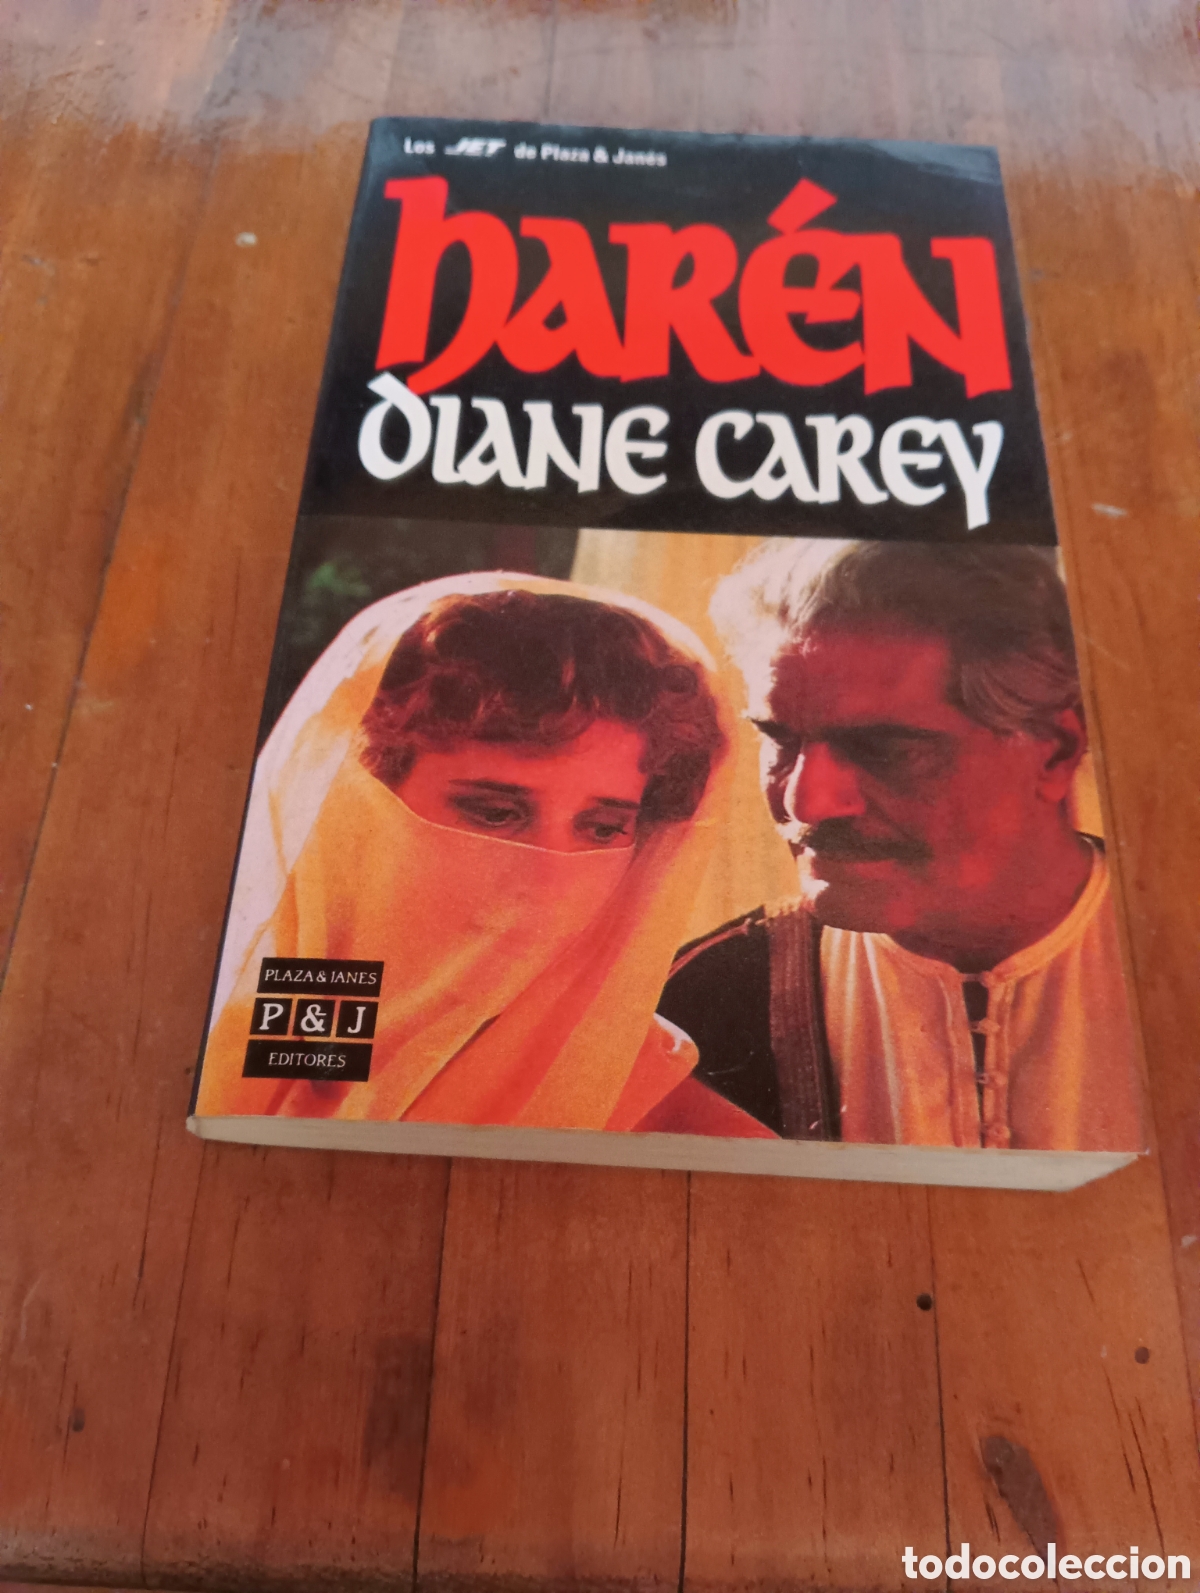 Los JET de Plaza & Janés
harén
Diane Carey
PLAZA & JANES
P & J
EDITORES
todocoleccion